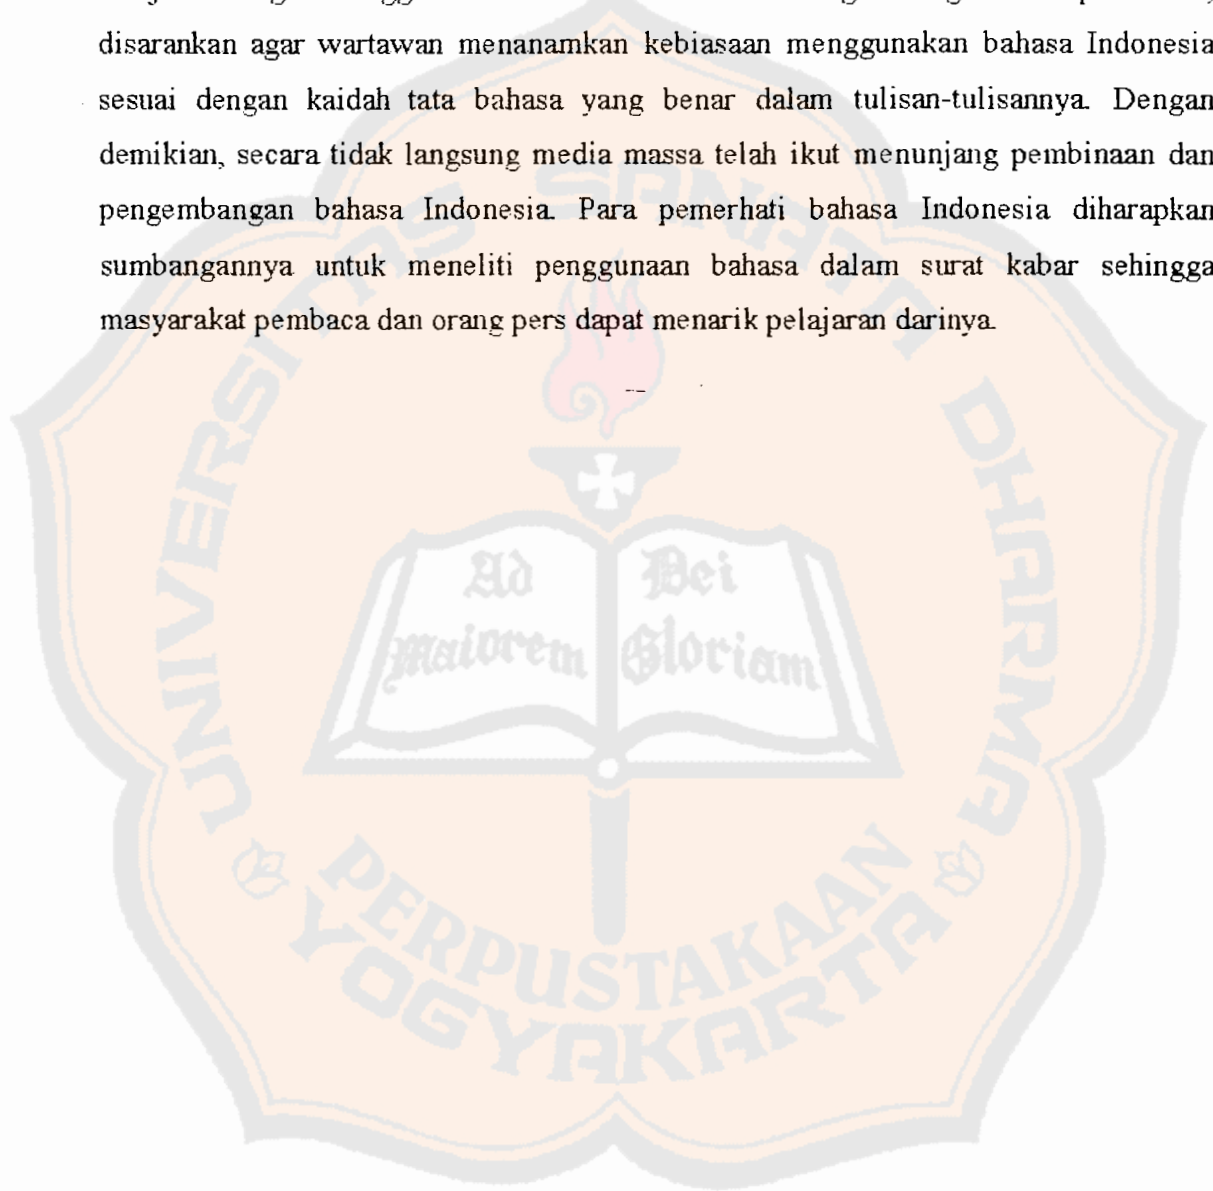 disarankan agar wartawan menanamkan kebiasaan menggunakan bahasa Indonesia
sesuai dengan kaidah tata bahasa yang benar dalam tulisan-tulisannya. Dengan
demikian, secara tidak langsung media massa telah ikut menunjang pembinaan dan
pengembangan bahasa Indonesia. Para pemerhati bahasa Indonesia diharapkan
sumbangannya untuk meneliti penggunaan bahasa dalam surat kabar sehingga
masyarakat pembaca dan orang pers dapat menarik pelajaran darinya.
UNIVERSITAS SANATA DHARMA
Ad Dei
Maiorem Gloriam
PERPUSTAKAAN
YOGYAKARTA